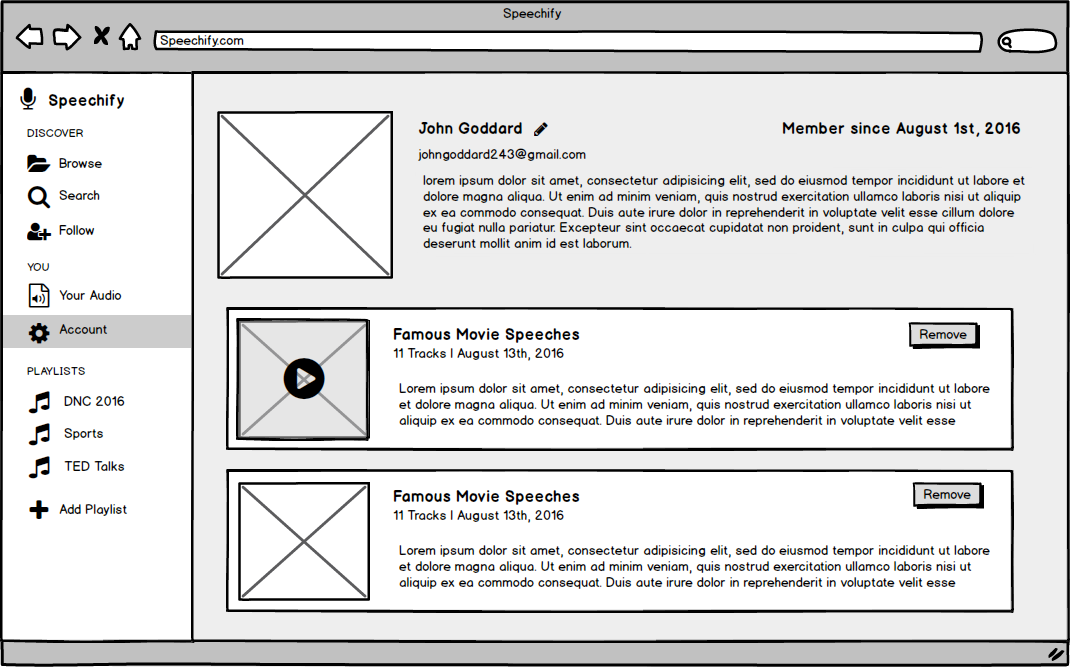 Speechify
Speechify.com
Speechify
DISCOVER
Browse
Search
Follow
YOU
Your Audio
Account
PLAYLISTS
DNC 2016
Sports
TED Talks
Add Playlist
John Goddard
Member since August 1st, 2016
johngoddard243@gmail.com
lorem ipsum dolor sit amet, consectetur adipisicing elit, sed do eiusmod tempor incididunt ut labore et
dolore magna aliqua. Ut enim ad minim veniam, quis nostrud exercitation ullamco laboris nisi ut aliquip
ex ea commodo consequat. Duis aute irure dolor in reprehenderit in voluptate velit esse cillum dolore
eu fugiat nulla pariatur. Excepteur sint occaecat cupidatat non proident, sunt in culpa qui officia
deserunt mollit anim id est laborum.
Famous Movie Speeches
Remove
11 Tracks | August 13th, 2016
Lorem ipsum dolor sit amet, consectetur adipisicing elit, sed do eiusmod tempor incididunt ut labore
et dolore magna aliqua. Ut enim ad minim veniam, quis nostrud exercitation ullamco laboris nisi ut
aliquip ex ea commodo consequat. Duis aute irure dolor in reprehenderit in voluptate velit esse
Famous Movie Speeches
Remove
11 Tracks | August 13th, 2016
Lorem ipsum dolor sit amet, consectetur adipisicing elit, sed do eiusmod tempor incididunt ut labore
et dolore magna aliqua. Ut enim ad minim veniam, quis nostrud exercitation ullamco laboris nisi ut
aliquip ex ea commodo consequat. Duis aute irure dolor in reprehenderit in voluptate velit esse